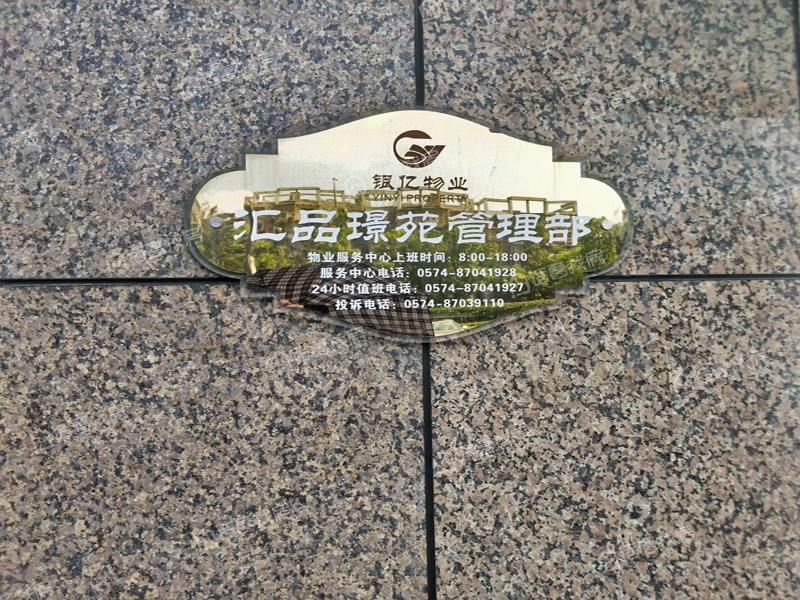 银亿物业
YINYI PROPERTY
汇品璟苑管理部
物业服务中心上班时间：8:00-18:00
服务中心电话：0574-87041928
24小时值班电话：0574-87041927
投诉电话：0574-87039110